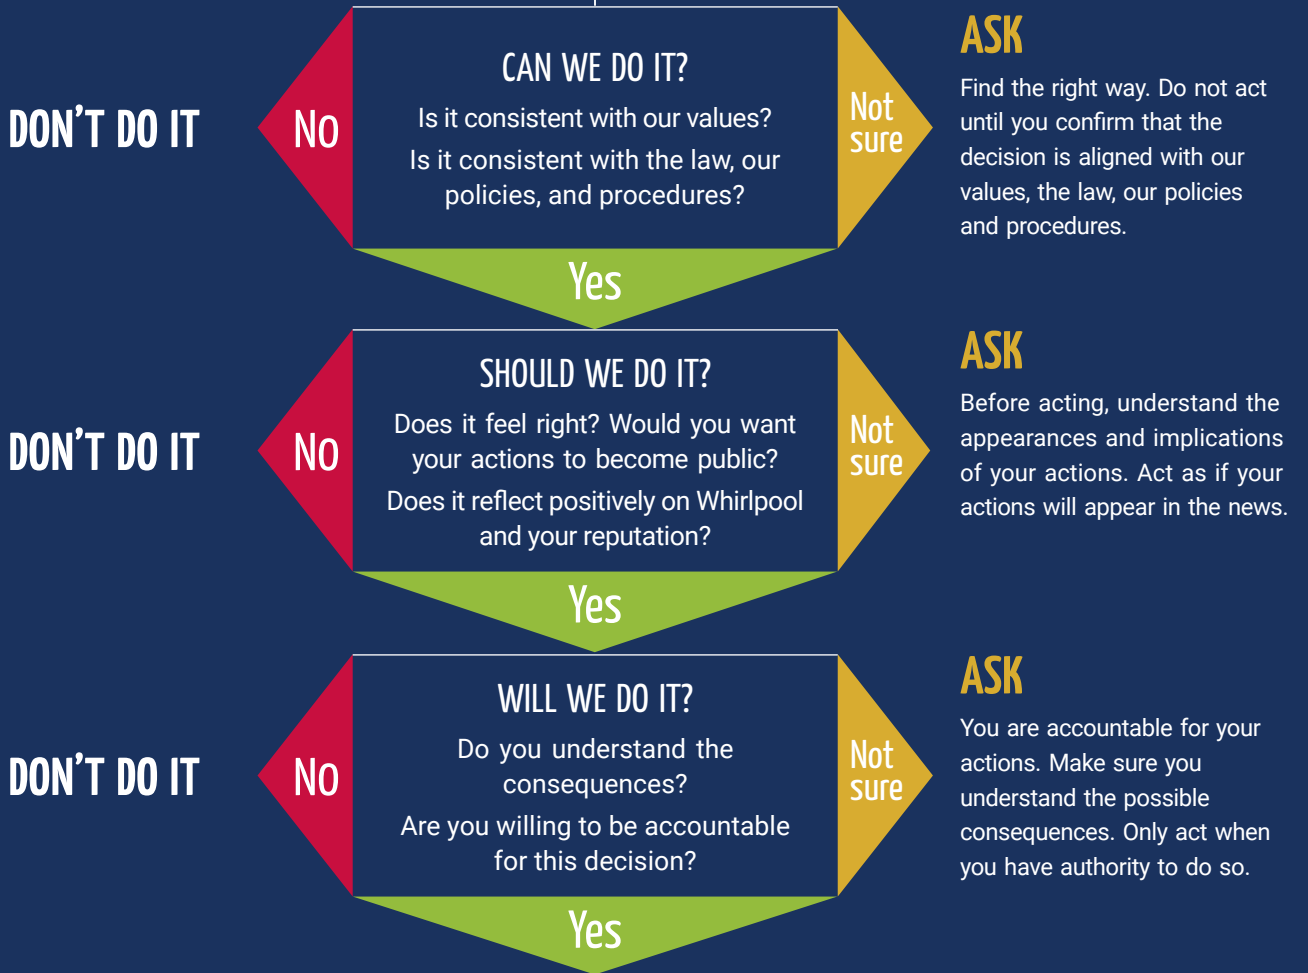 CAN WE DO IT?
Is it consistent with our values?
Is it consistent with the law, our
policies, and procedures?
DON'T DO IT
No
Not
sure
ASK
Find the right way. Do not act
until you confirm that the
decision is aligned with our
values, the law, our policies
and procedures.
Yes
SHOULD WE DO IT?
Does it feel right? Would you want
your actions to become public?
Does it reflect positively on Whirlpool
and your reputation?
DON'T DO IT
No
Not
sure
ASK
Before acting, understand the
appearances and implications
of your actions. Act as if your
actions will appear in the news.
Yes
WILL WE DO IT?
Do you understand the
consequences?
Are you willing to be accountable
for this decision?
DON'T DO IT
No
Not
sure
ASK
You are accountable for your
actions. Make sure you
understand the possible
consequences. Only act when
you have authority to do so.
Yes